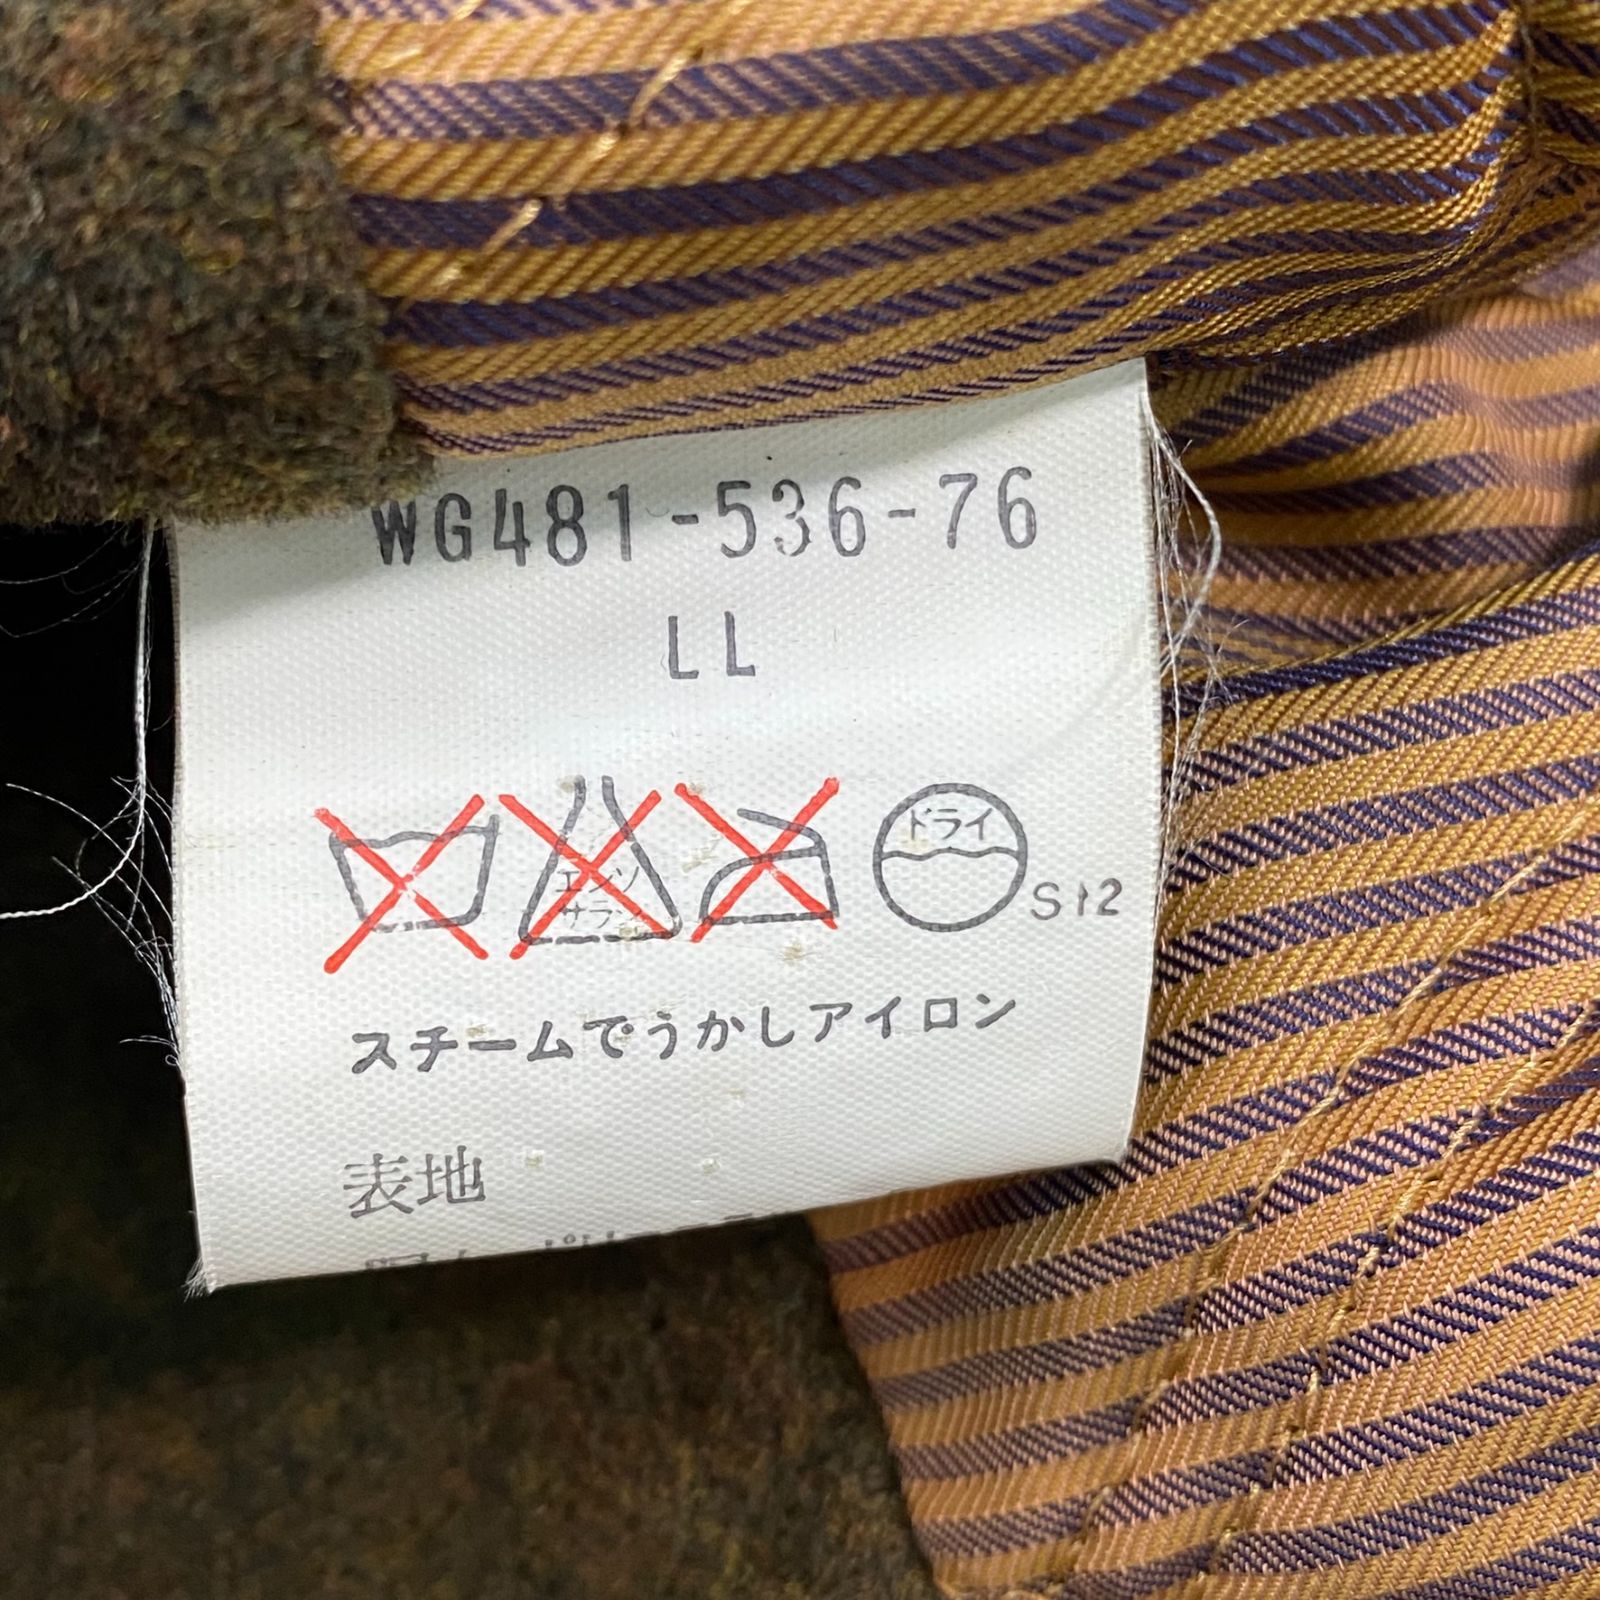 WG481-536-76
LL
エンソ
サラシ
ドライ
S12
スチームでうかしアイロン
表地